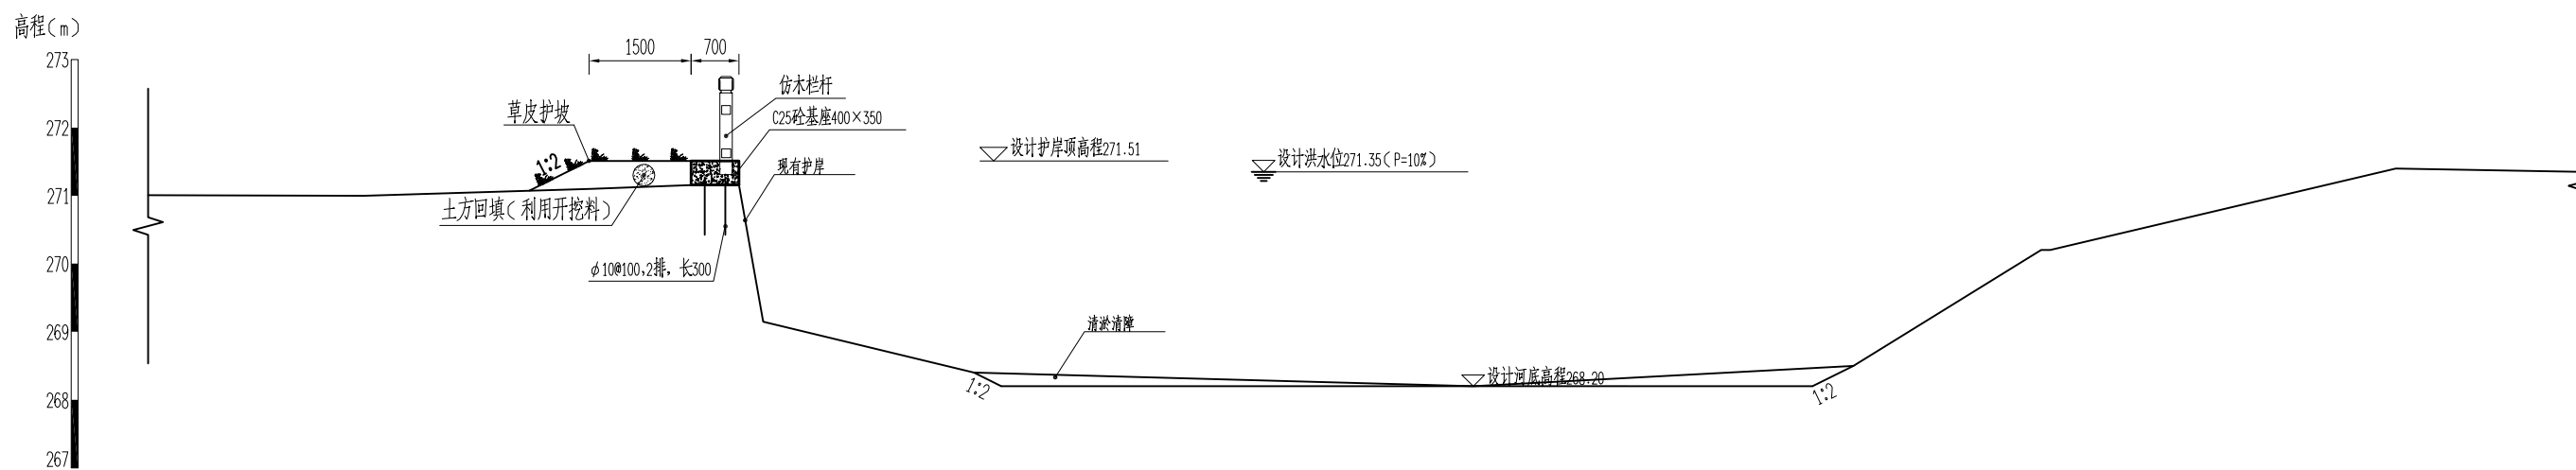 高程(m)
273
272
271
270
269
268
267
1500
700
仿木栏杆
C25砼基座400×350
草皮护坡
1:2
现有护岸
土方回填(利用开挖料)
ϕ10@100,2排,长300
设计护岸顶高程271.51
设计洪水位271.35(P=10%)
清淤清障
设计河底高程268.20
1:2
1:2